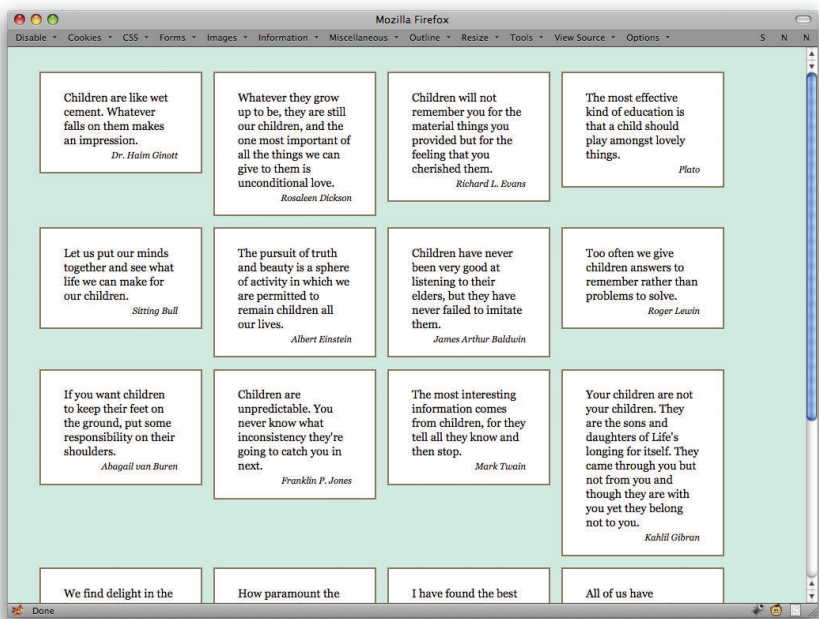 Mozilla Firefox
Disable Cookies CSS Forms Images Information Miscellaneous Outline Resize Tools View Source Options S N N
Children are like wet
cement. Whatever
falls on them makes
an impression.
Dr. Haim Ginott
Whatever they grow
up to be, they are still
our children, and the
one most important of
all the things we can
give to them is
unconditional love.
Rosaleen Dickson
Children will not
remember you for the
material things you
provided but for the
feeling that you
cherished them.
Richard L. Evans
The most effective
kind of education is
that a child should
play amongst lovely
things.
Plato
Let us put our minds
together and see what
life we can make for
our children.
Sitting Bull
The pursuit of truth
and beauty is a sphere
of activity in which we
are permitted to
remain children all
our lives.
Albert Einstein
Children have never
been very good at
listening to their
elders, but they have
never failed to imitate
them.
James Arthur Baldwin
Too often we give
children answers to
remember rather than
problems to solve.
Roger Lewin
If you want children
to keep their feet on
the ground, put some
responsibility on their
shoulders.
Abagail van Buren
Children are
unpredictable. You
never know what
inconsistency they're
going to catch you in
next.
Franklin P. Jones
The most interesting
information comes
from children, for they
tell all they know and
then stop.
Mark Twain
Your children are not
your children. They
are the sons and
daughters of Life's
longing for itself. They
came through you but
not from you and
though they are with
you yet they belong
not to you.
Kahlil Gibran
We find delight in the
How paramount the
I have found the best
All of us have
Done